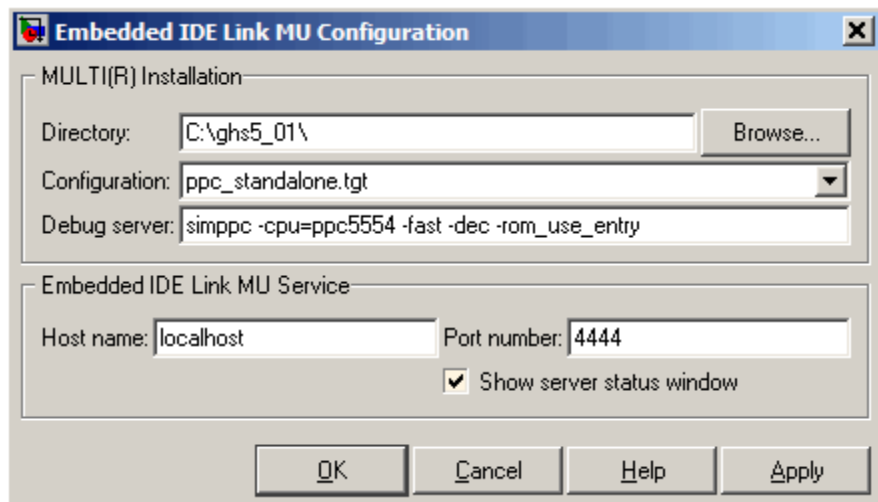 Embedded IDE Link MU Configuration
MULTI(R) Installation
Directory: C:\ghs5_01\ Browse...
Configuration: ppc_standalone.tgt
Debug server: simppc -cpu=ppc5554 -fast -dec -rom_use_entry
Embedded IDE Link MU Service
Host name: localhost Port number: 4444
Show server status window
OK Cancel Help Apply